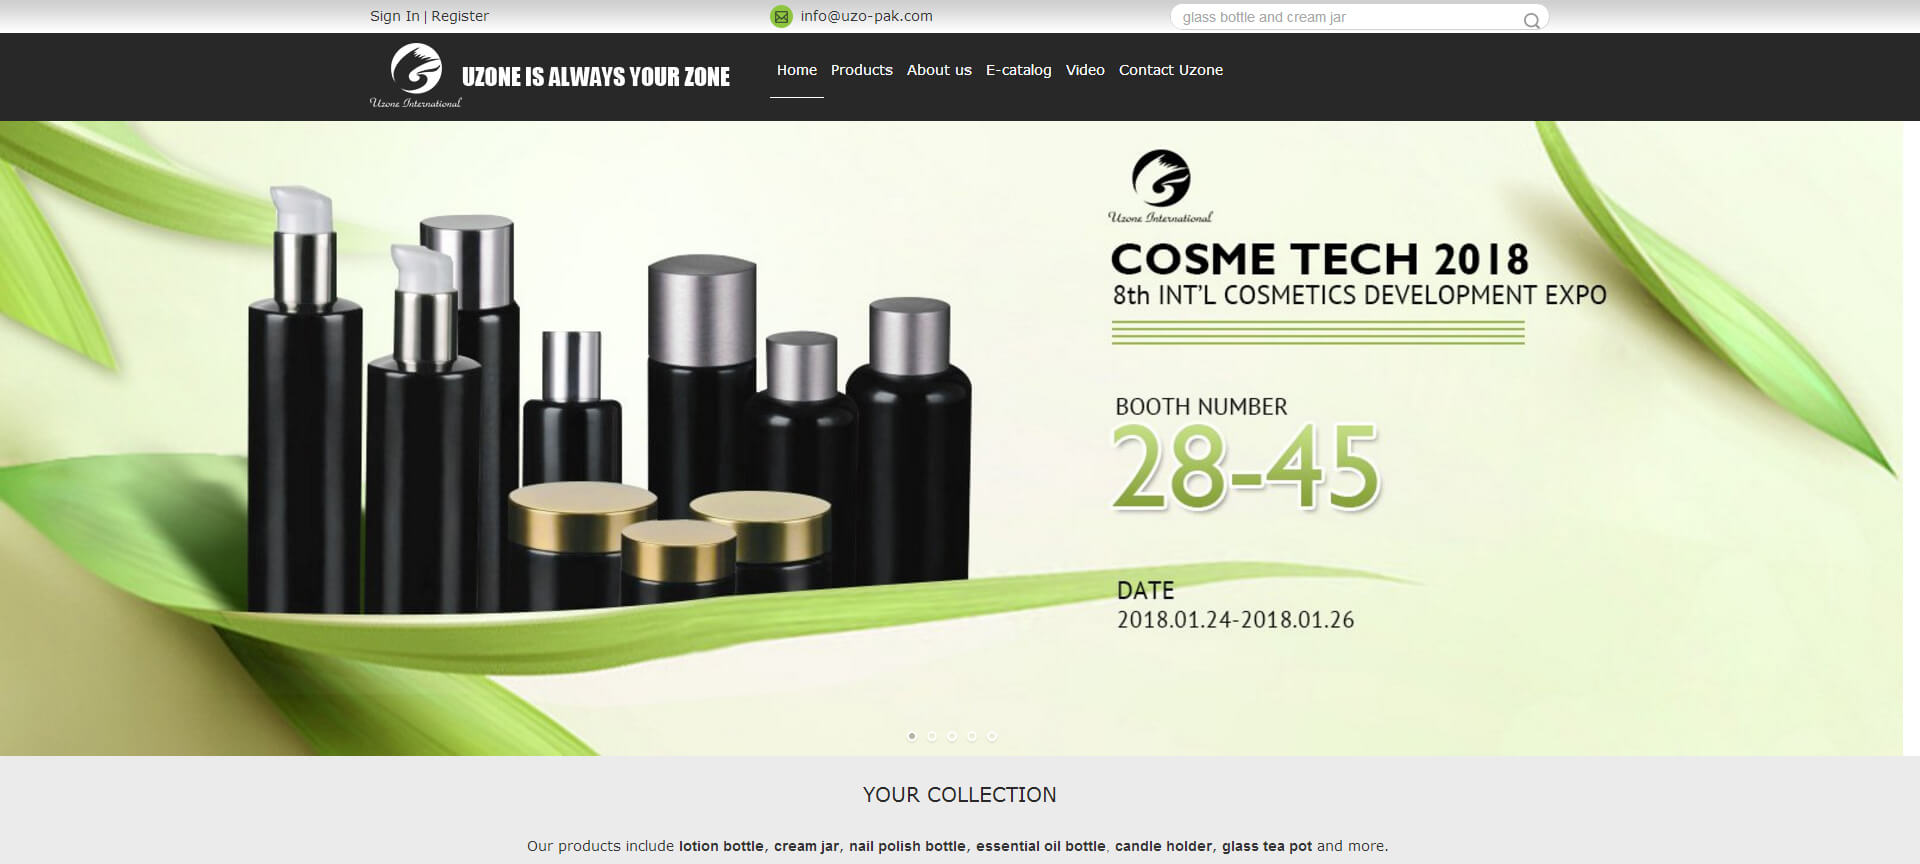 Sign In | Register
info@uzo-pak.com
glass bottle and cream jar
Uzone International
UZONE IS ALWAYS YOUR ZONE
Home Products About us E-catalog Video Contact Uzone
Uzone International
COSME TECH 2018
8th INT'L COSMETICS DEVELOPMENT EXPO
BOOTH NUMBER
28-45
DATE
2018.01.24-2018.01.26
YOUR COLLECTION
Our products include lotion bottle, cream jar, nail polish bottle, essential oil bottle, candle holder, glass tea pot and more.